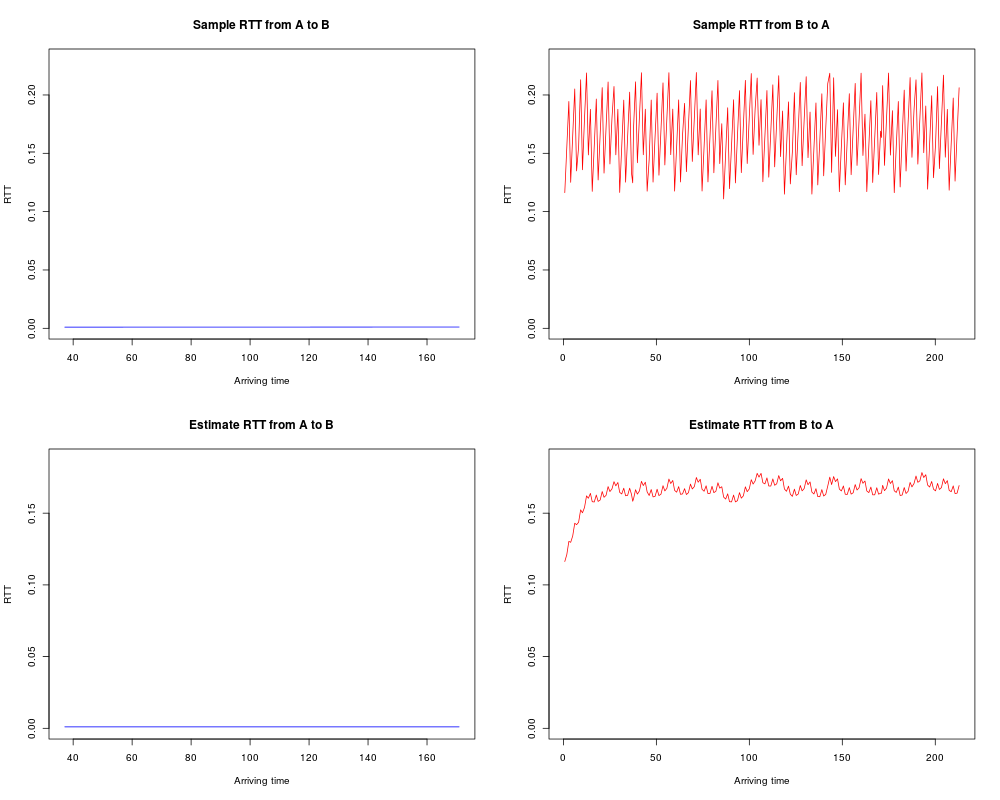 Sample RTT from A to B
RTT
0.20
0.15
0.10
0.05
0.00
40 60 80 100 120 140 160
Arriving time
Sample RTT from B to A
RTT
0.20
0.15
0.10
0.05
0.00
0 50 100 150 200
Arriving time
Estimate RTT from A to B
RTT
0.15
0.10
0.05
0.00
40 60 80 100 120 140 160
Arriving time
Estimate RTT from B to A
RTT
0.15
0.10
0.05
0.00
0 50 100 150 200
Arriving time